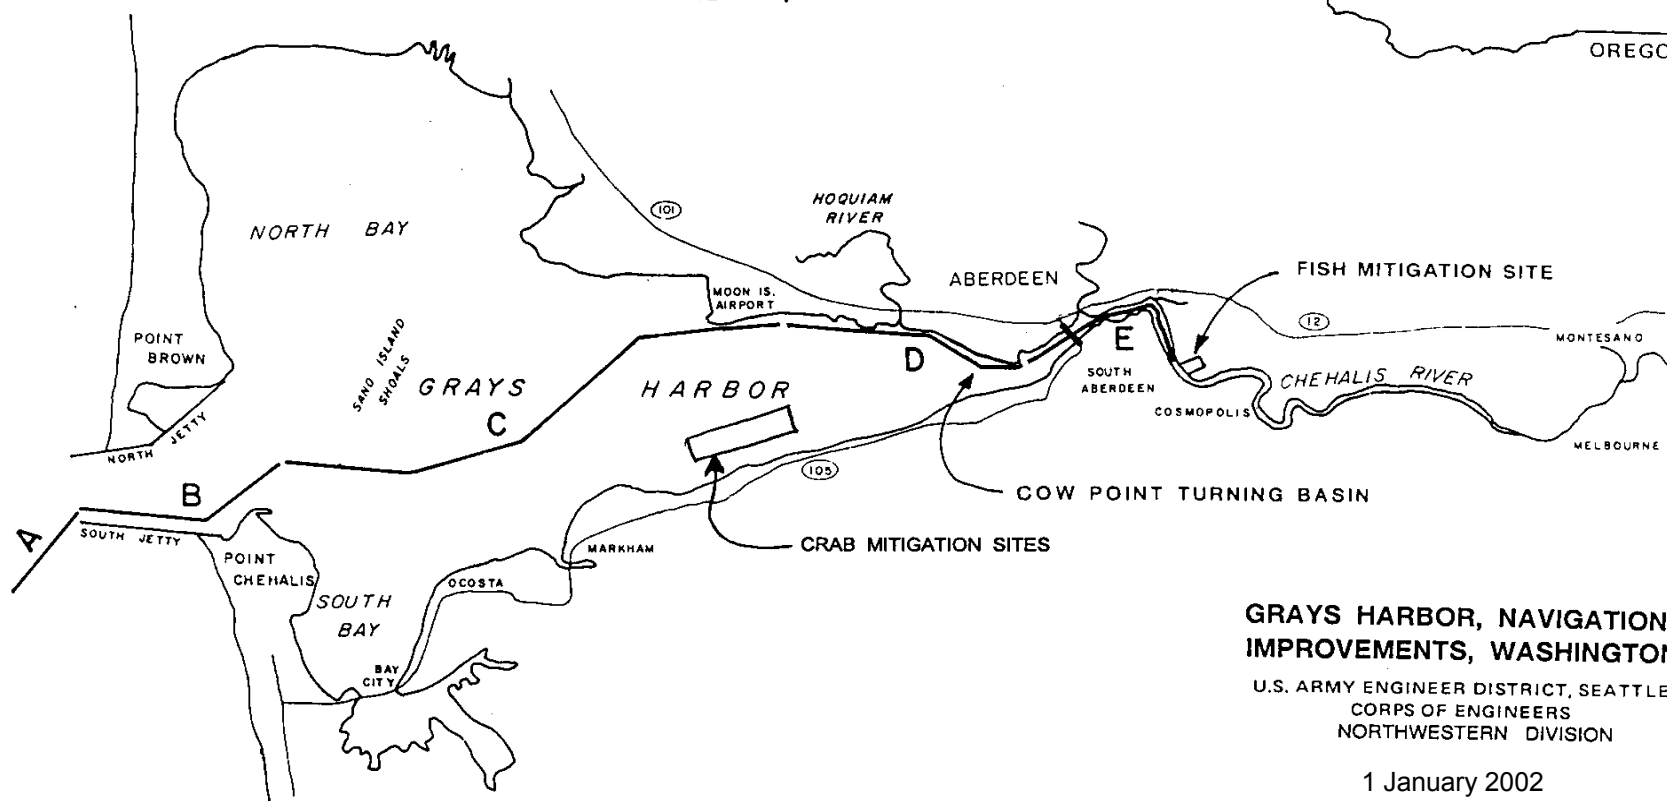 OREGO
HOQUIAM
RIVER
101
NORTH BAY
ABERDEEN
FISH MITIGATION SITE
MOON IS.
AIRPORT
12
MONTESANO
POINT
BROWN
SAND ISLAND
SHOALS
GRAYS
HARBOR
D
E
SOUTH
ABERDEEN
CHEHALIS RIVER
COSMOPOLIS
C
NORTH JETTY
MELBOURNE
105
COW POINT TURNING BASIN
B
A
SOUTH JETTY
CRAB MITIGATION SITES
MARKHAM
POINT
CHEHALIS
OCOSTA
SOUTH
BAY
BAY
CITY
GRAYS HARBOR, NAVIGATION
IMPROVEMENTS, WASHINGTON
U.S. ARMY ENGINEER DISTRICT, SEATTLE
CORPS OF ENGINEERS
NORTHWESTERN DIVISION
1 January 2002